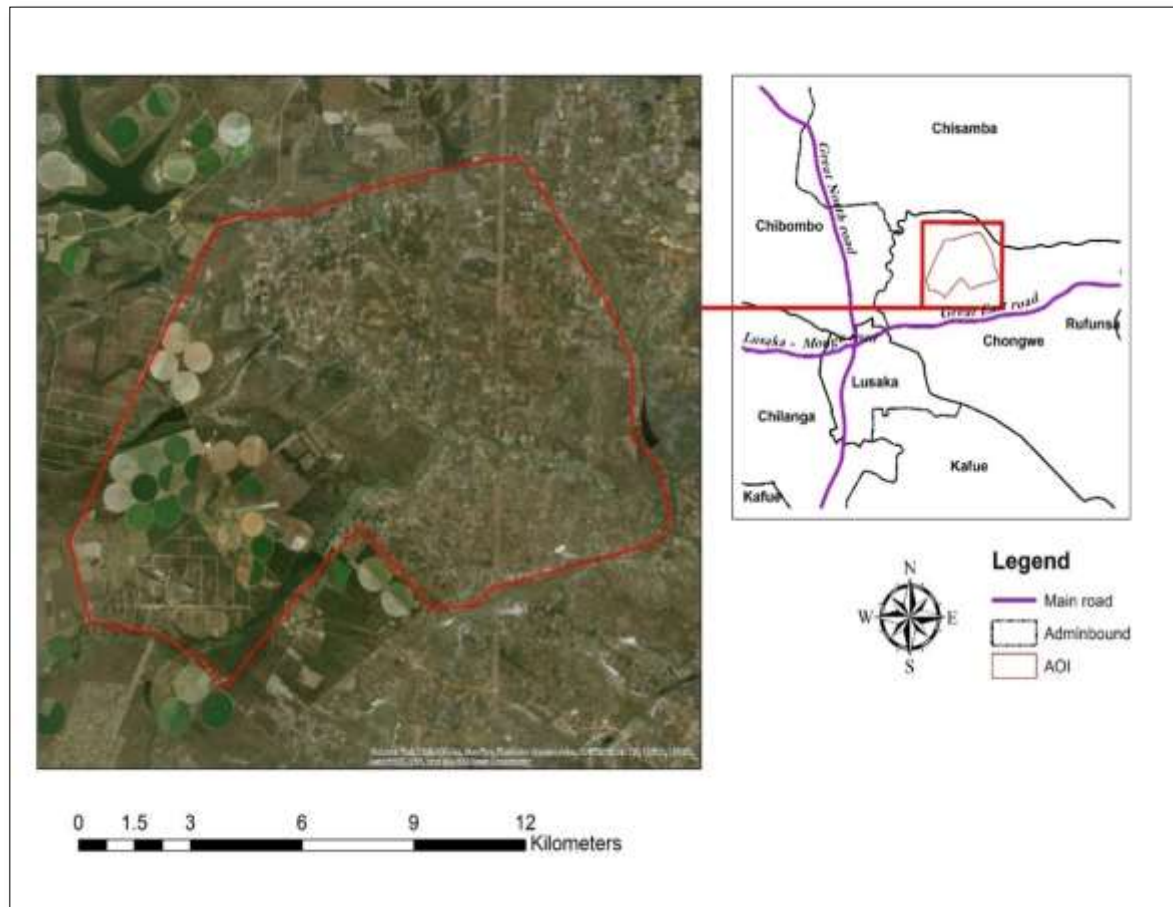 Chisamba
Great North road
Chibombo
Great East road
Rufunsa
Lusaka - Mongu
Chongwe
Lusaka
Chilanga
Kafue
Kafue
N
W E
S
Legend
Main road
Adminbound
AOI
0 1.5 3 6 9 12
Kilometers